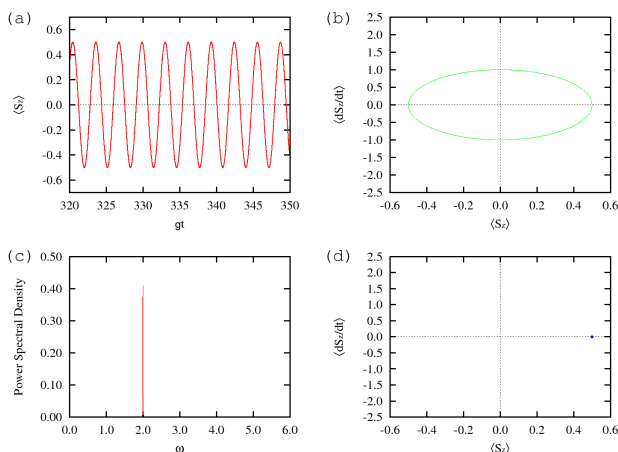 (a)
0.6
0.4
0.2
0.0
-0.2
-0.4
-0.6
⟨Sz⟩
320 325 330 335 340 345 350
gt
(b)
2.5
2.0
1.5
1.0
0.5
0.0
-0.5
-1.0
-1.5
-2.0
-2.5
⟨dSz/dt⟩
-0.6 -0.4 -0.2 0.0 0.2 0.4 0.6
⟨Sz⟩
(c)
0.50
0.40
0.30
0.20
0.10
0.00
Power Spectral Density
0.0 1.0 2.0 3.0 4.0 5.0 6.0
ω
(d)
2.5
2.0
1.5
1.0
0.5
0.0
-0.5
-1.0
-1.5
-2.0
-2.5
⟨dSz/dt⟩
-0.6 -0.4 -0.2 0.0 0.2 0.4 0.6
⟨Sz⟩